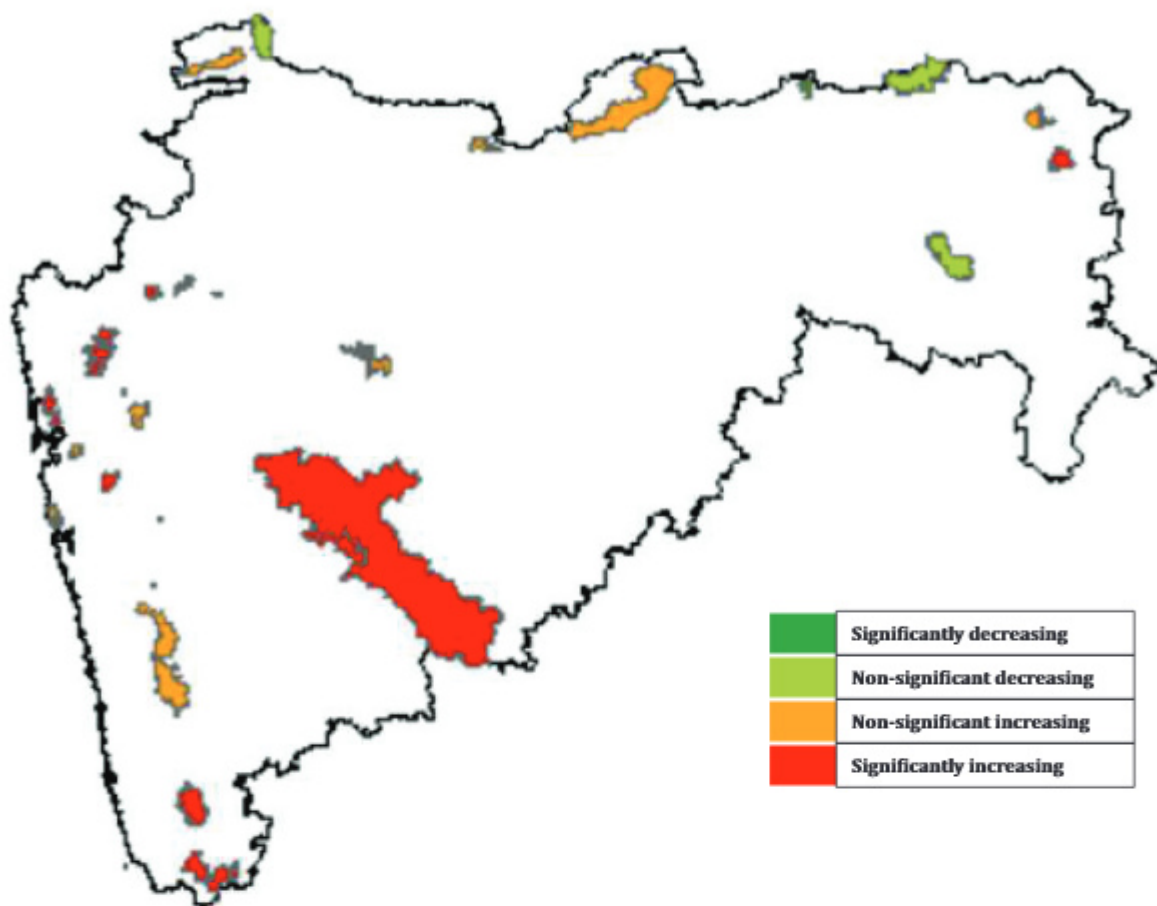 Significantly decreasing
Non-significant decreasing
Non-significant increasing
Significantly increasing